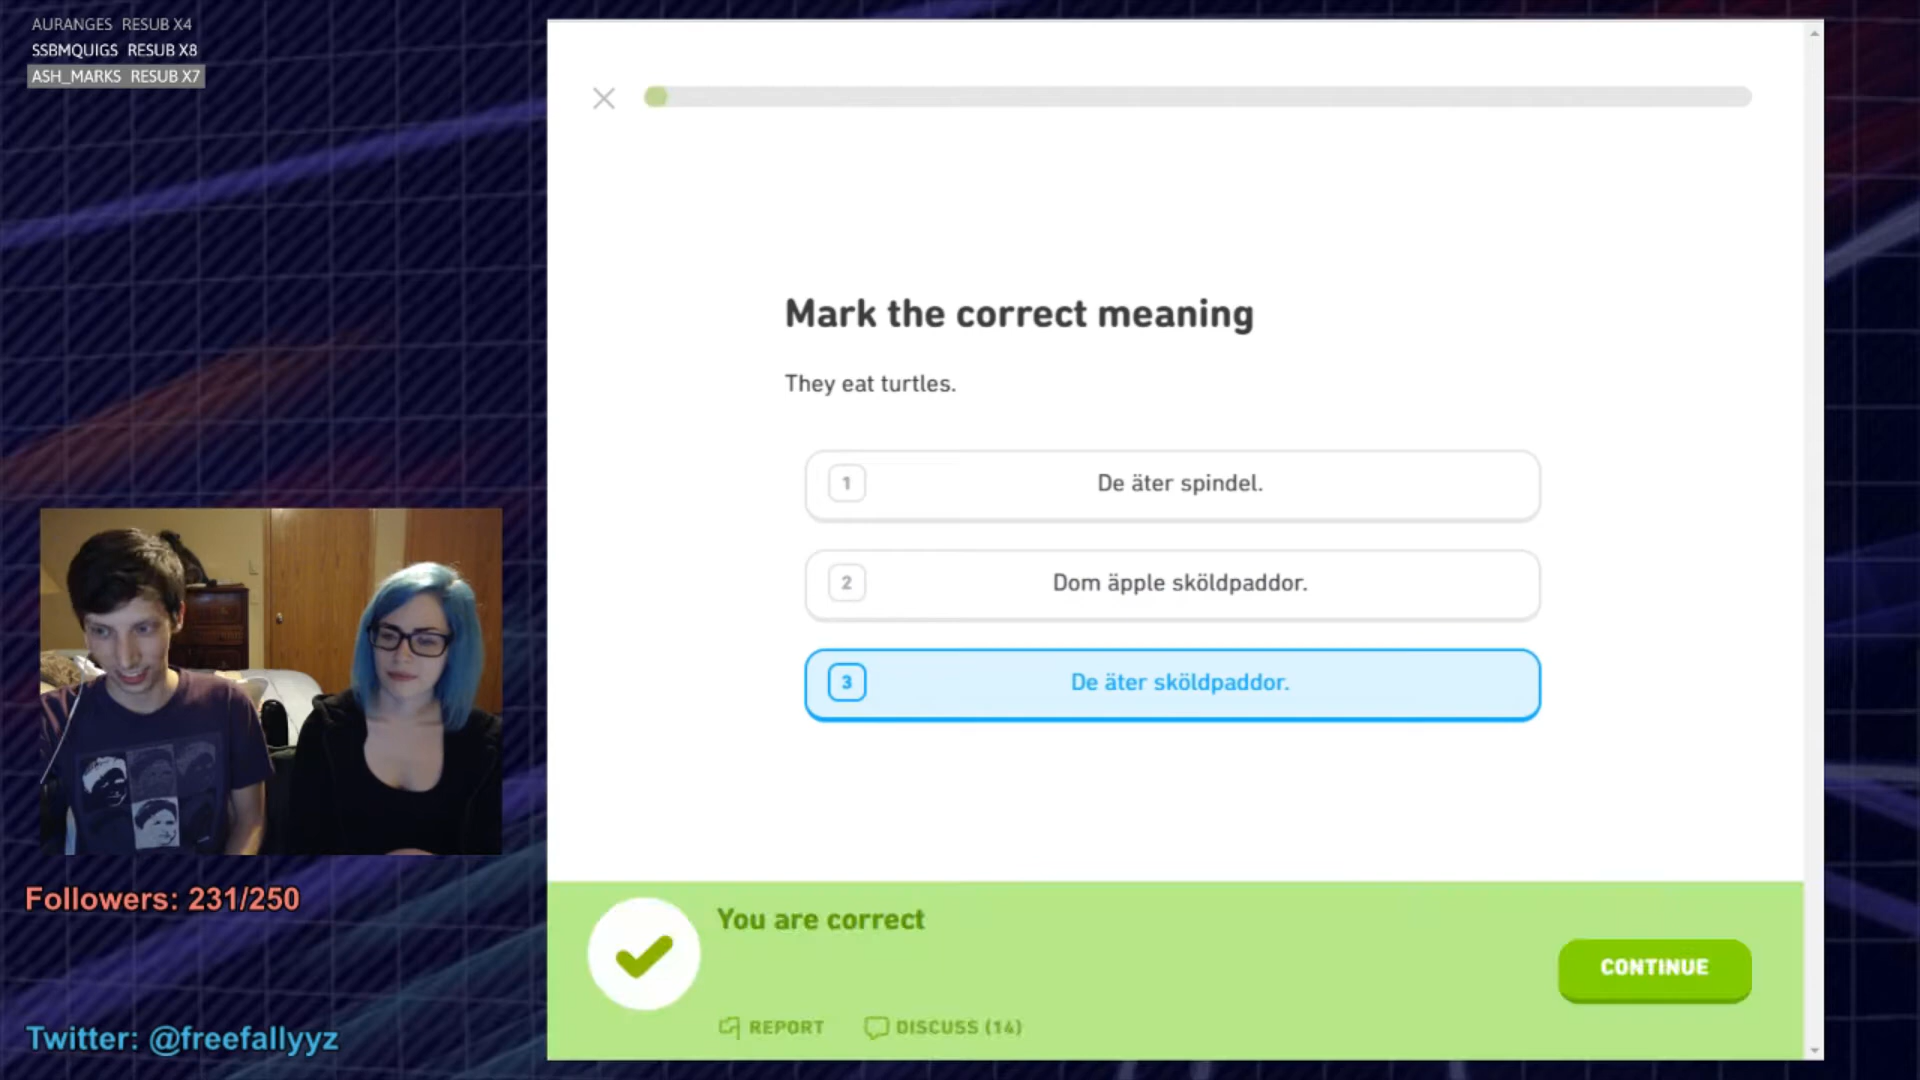 AURANGES RESUB X4
SSBMQUIGS RESUB X8
ASH_MARKS RESUB X7
Mark the correct meaning
They eat turtles.
1 De äter spindel.
2 Dom äpple sköldpaddor.
3 De äter sköldpaddor.
You are correct
CONTINUE
REPORT DISCUSS (14)
Followers: 231/250
Twitter: @freefallyyz